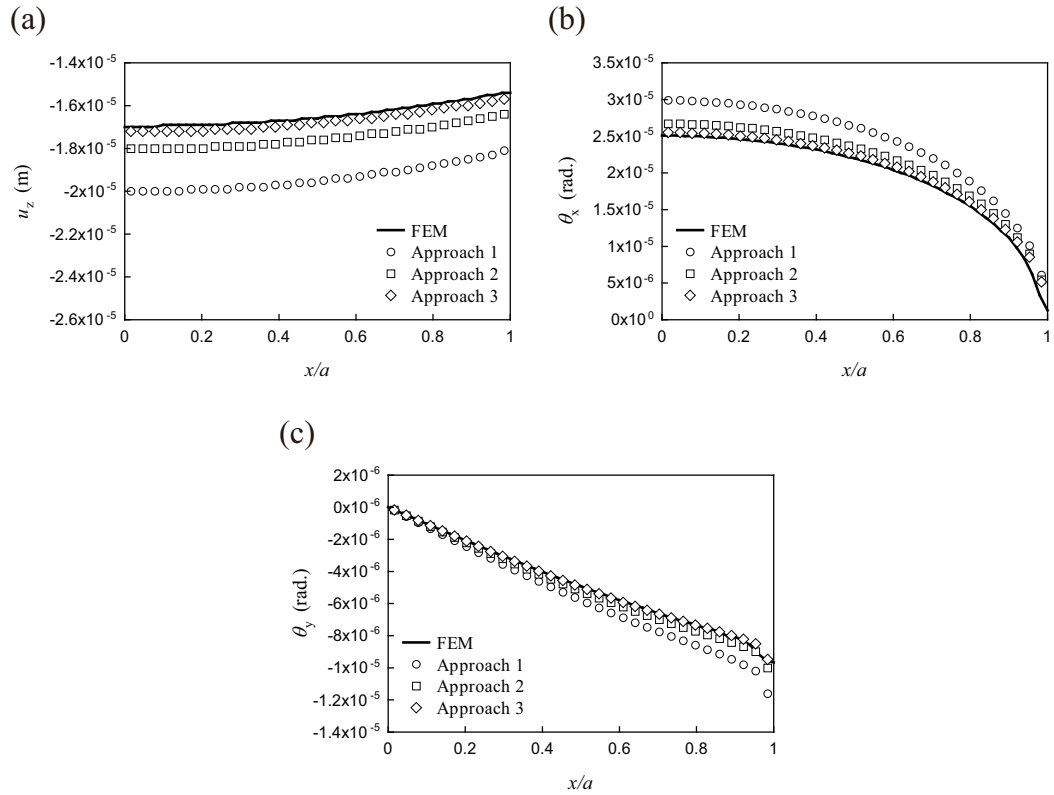 (a)
-1.4x10⁻⁵
-1.6x10⁻⁵
-1.8x10⁻⁵
-2x10⁻⁵
-2.2x10⁻⁵
-2.4x10⁻⁵
-2.6x10⁻⁵
u_z (m)
FEM
Approach 1
Approach 2
Approach 3
0 0.2 0.4 0.6 0.8 1
x/a
(b)
3.5x10⁻⁵
3x10⁻⁵
2.5x10⁻⁵
2x10⁻⁵
1.5x10⁻⁵
1x10⁻⁵
5x10⁻⁶
0x10⁰
θ_x (rad.)
FEM
Approach 1
Approach 2
Approach 3
0 0.2 0.4 0.6 0.8 1
x/a
(c)
2x10⁻⁶
0x10⁰
-2x10⁻⁶
-4x10⁻⁶
-6x10⁻⁶
-8x10⁻⁶
-1x10⁻⁵
-1.2x10⁻⁵
-1.4x10⁻⁵
θ_y (rad.)
FEM
Approach 1
Approach 2
Approach 3
0 0.2 0.4 0.6 0.8 1
x/a